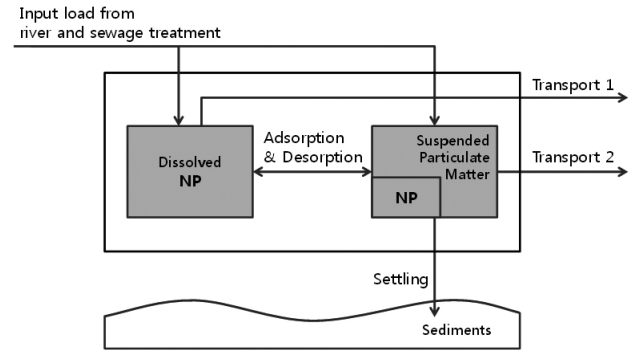 Input load from
river and sewage treatment
Transport 1
Dissolved
NP
Adsorption
& Desorption
Suspended
Particulate
Matter
NP
Transport 2
Settling
Sediments